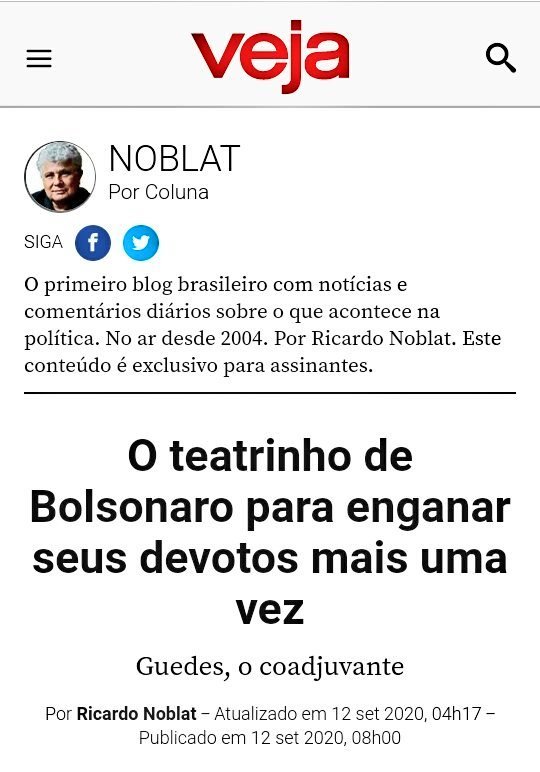 veja
NOBLAT
Por Coluna
SIGA
O primeiro blog brasileiro com notícias e
comentários diários sobre o que acontece na
política. No ar desde 2004. Por Ricardo Noblat. Este
conteúdo é exclusivo para assinantes.
O teatrinho de
Bolsonaro para enganar
seus devotos mais uma
vez
Guedes, o coadjuvante
Por Ricardo Noblat – Atualizado em 12 set 2020, 04h17 –
Publicado em 12 set 2020, 08h00